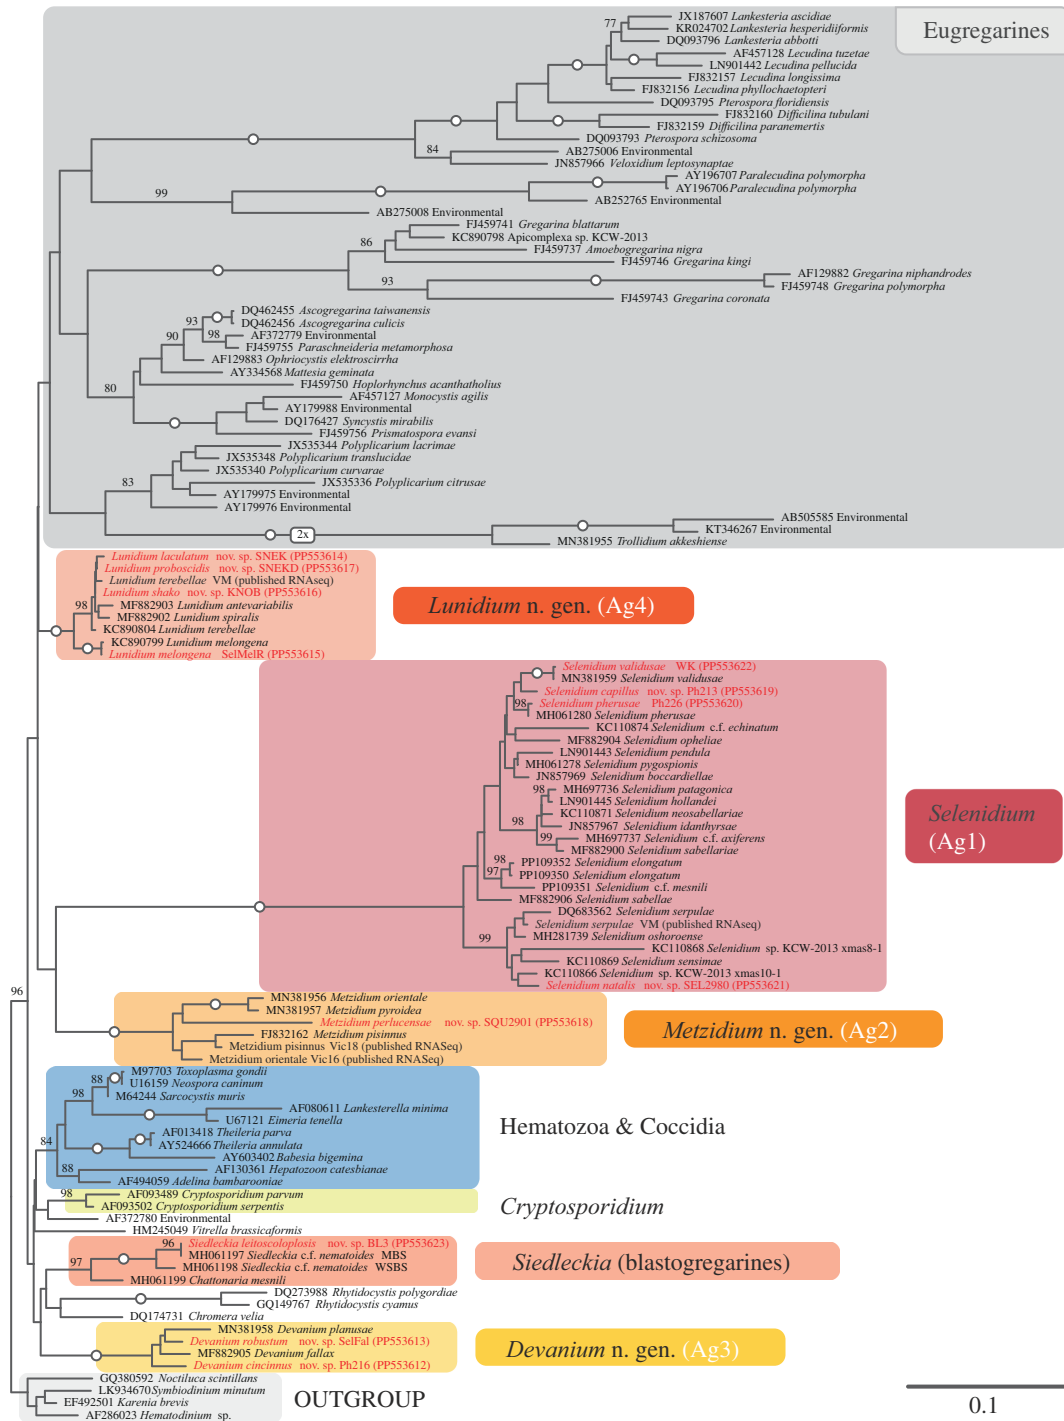 Eugregarines
77
JX187607 Lankesteria ascidiae
KR024702 Lankesteria hesperidiiformis
DQ093796 Lankesteria abbotti
AF457128 Lecudina tuzetae
LN901442 Lecudina pellucida
FJ832157 Lecudina longissima
FJ832156 Lecudina phyllochaetopteri
DQ093795 Pterospora floridiensis
FJ832160 Difficilina tubulani
FJ832159 Difficilina paranemertis
DQ093793 Pterospora schizosoma
84
AB275006 Environmental
JN857966 Veloxidium leptosynaptae
AY196707 Paralecudina polymorpha
AY196706 Paralecudina polymorpha
99
AB252765 Environmental
AB275008 Environmental
FJ459741 Gregarina blattarum
KC890798 Apicomplexa sp. KCW-2013
86
FJ459737 Amoebogregarina nigra
FJ459746 Gregarina kingi
AF129882 Gregarina niphandrodes
93
FJ459748 Gregarina polymorpha
FJ459743 Gregarina coronata
DQ462455 Ascogregarina taiwanensis
93
DQ462456 Ascogregarina culicis
90
98
AF372779 Environmental
FJ459755 Paraschneideria metamorphosa
AF129883 Ophriocystis elektroscirrha
AY334568 Mattesia geminata
80
FJ459750 Hoplorhynchus acanthatholius
AF457127 Monocystis agilis
AY179988 Environmental
DQ176427 Syncystis mirabilis
FJ459756 Prismatospora evansi
JX535344 Polyplicarium lacrimae
JX535348 Polyplicarium translucidae
JX535340 Polyplicarium curvarae
83
JX535336 Polyplicarium citrusae
AY179975 Environmental
AY179976 Environmental
AB505585 Environmental
2x
KT346267 Environmental
MN381955 Trollidium akkeshiense
Lunidium laculatum nov. sp. SNEK (PP553614)
Lunidium proboscidis nov. sp. SNEKD (PP553617)
Lunidium terebellae VM (published RNAseq)
Lunidium shako nov. sp. KNOB (PP553616)
98
MF882903 Lunidium antevariabilis
MF882902 Lunidium spiralis
KC890804 Lunidium terebellae
KC890799 Lunidium melongena
Lunidium melongena SelMelR (PP553615)
Lunidium n. gen. (Ag4)
Selenidium validusae WK (PP553622)
MN381959 Selenidium validusae
Selenidium capillus nov. sp. Ph213 (PP553619)
98
Selenidium pherusae Ph226 (PP553620)
MH061280 Selenidium pherusae
KC110874 Selenidium c.f. echinatum
MF882904 Selenidium opheliae
LN901443 Selenidium pendula
MH061278 Selenidium pygospionis
JN857969 Selenidium boccardiellae
98
MH697736 Selenidium patagonica
LN901445 Selenidium hollandei
98
KC110871 Selenidium neosabellariae
JN857967 Selenidium idanthyrsae
99
MH697737 Selenidium c.f. axiferens
MF882900 Selenidium sabellariae
98
PP109352 Selenidium elongatum
97
PP109350 Selenidium elongatum
PP109351 Selenidium c.f. mesnili
MF882906 Selenidium sabellae
DQ683562 Selenidium serpulae
Selenidium serpulae VM (published RNAseq)
99
MH281739 Selenidium oshoroense
KC110868 Selenidium sp. KCW-2013 xmas8-1
KC110869 Selenidium sensimae
KC110866 Selenidium sp. KCW-2013 xmas10-1
Selenidium natalis nov. sp. SEL2980 (PP553621)
Selenidium
(Ag1)
96
MN381956 Metzidium orientale
MN381957 Metzidium pyroidea
Metzidium perlucensae nov. sp. SQU2901 (PP553618)
FJ832162 Metzidium pisinnus
Metzidium pisinnus Vic18 (published RNASeq)
Metzidium orientale Vic16 (published RNASeq)
Metzidium n. gen. (Ag2)
M97703 Toxoplasma gondii
88
U16159 Neospora caninum
98
M64244 Sarcocystis muris
AF080611 Lankesterella minima
U67121 Eimeria tenella
AF013418 Theileria parva
84
AY524666 Theileria annulata
AY603402 Babesia bigemina
88
AF130361 Hepatozoon catesbianae
AF494059 Adelina bambarooniae
Hematozoa & Coccidia
98
AF093489 Cryptosporidium parvum
AF093502 Cryptosporidium serpentis
Cryptosporidium
AF372780 Environmental
HM245049 Vitrella brassicaformis
96
Siedleckia leitoscoloplosis nov. sp. BL3 (PP553623)
MH061197 Siedleckia c.f. nematoides MBS
97
MH061198 Siedleckia c.f. nematoides WSBS
MH061199 Chattonaria mesnili
Siedleckia (blastogregarines)
DQ273988 Rhytidocystis polygordiae
GQ149767 Rhytidocystis cyamus
DQ174731 Chromera velia
MN381958 Devanium planusae
Devanium robustum nov. sp. SelFal (PP553613)
MF882905 Devanium fallax
Devanium cincinnus nov. sp. Ph216 (PP553612)
Devanium n. gen. (Ag3)
GQ380592 Noctiluca scintillans
LK934670 Symbiodinium minutum
EF492501 Karenia brevis
AF286023 Hematodinium sp.
OUTGROUP
0.1